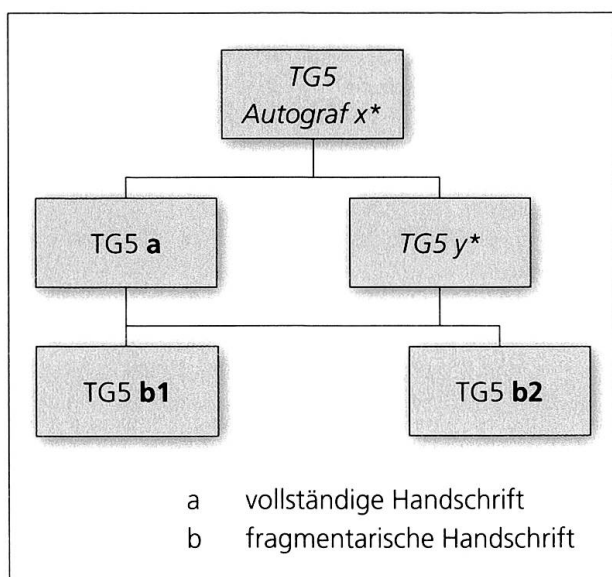 TG5
Autograf x*
TG5 a
TG5 y*
TG5 b1
TG5 b2
a vollständige Handschrift
b fragmentarische Handschrift